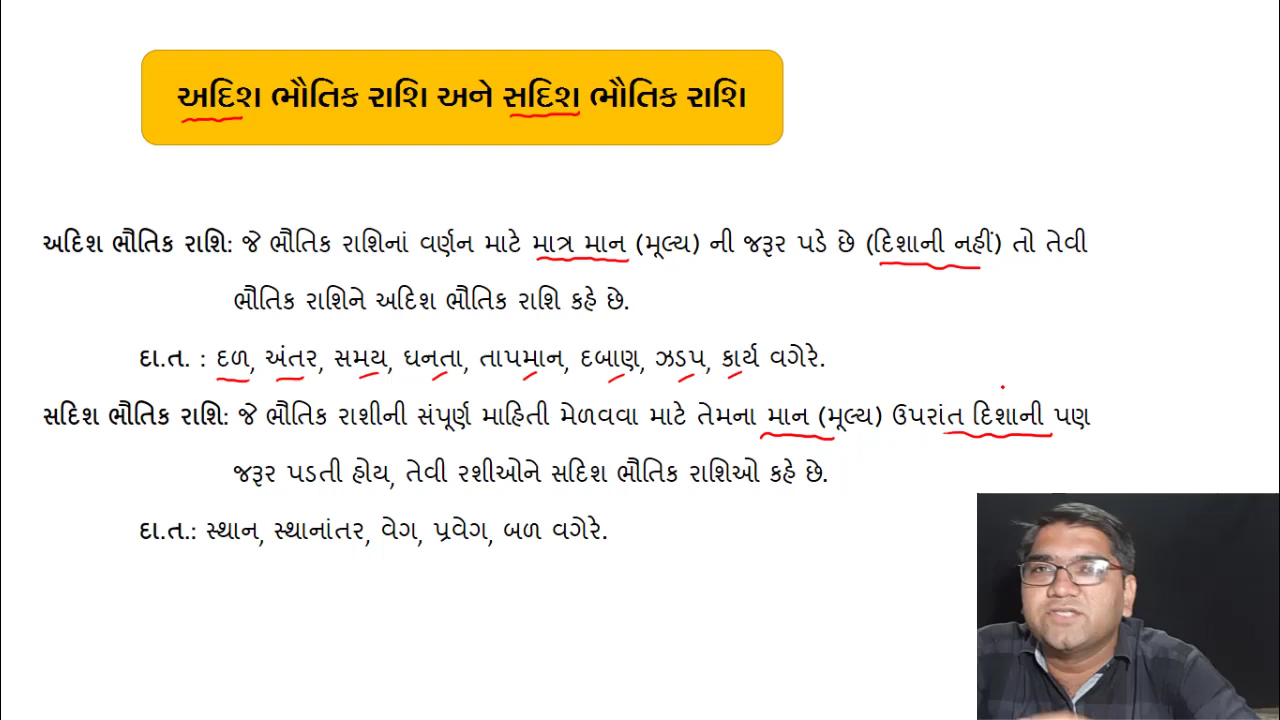 અદિશ ભૌતિક રાશિ અને સદિશ ભૌતિક રાશિ
અદિશ ભૌતિક રાશિ: જે ભૌતિક રાશિનાં વર્ણન માટે માત્ર માન (મૂલ્ય) ની જરૂર પડે છે (દિશાની નહીં) તો તેવી
ભૌતિક રાશિને અદિશ ભૌતિક રાશિ કહે છે.
દા.ત. : દળ, અંતર, સમય, ઘનતા, તાપમાન, દબાણ, ઝડપ, કાર્ય વગેરે.
સદિશ ભૌતિક રાશિ: જે ભૌતિક રાશીની સંપૂર્ણ માહિતી મેળવવા માટે તેમના માન (મૂલ્ય) ઉપરાંત દિશાની પણ
જરૂર પડતી હોય, તેવી રશીઓને સદિશ ભૌતિક રાશિઓ કહે છે.
દા.ત.: સ્થાન, સ્થાનાંતર, વેગ, પ્રવેગ, બળ વગેરે.